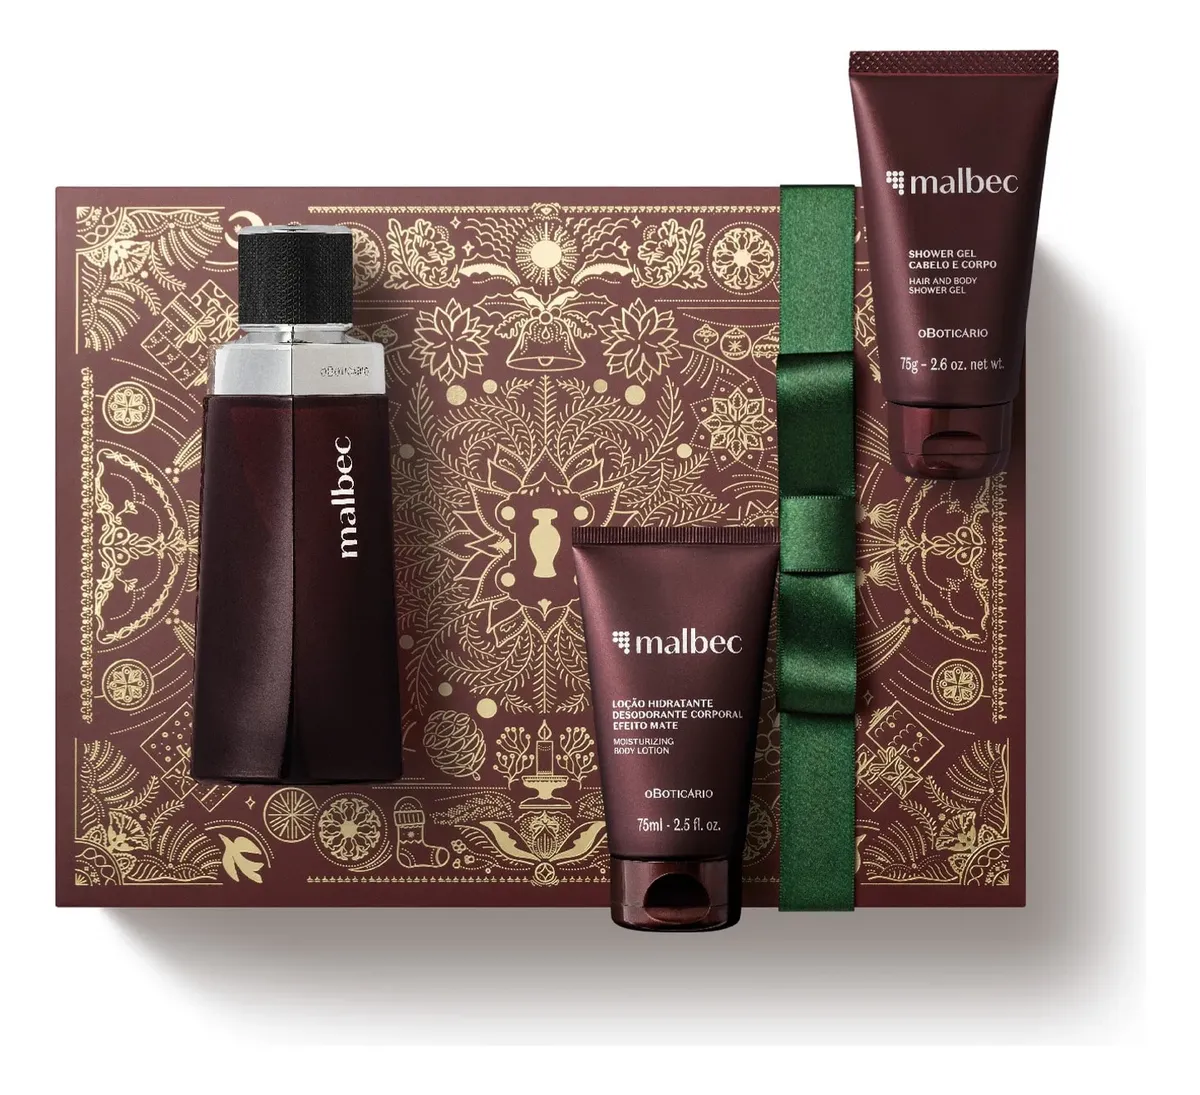 malbec
SHOWER GEL
CABELO E CORPO
HAIR AND BODY
SHOWER GEL
oBOTICÁRIO
75g - 2.6 oz. net wt.
oBOTICÁRIO
malbec
malbec
LOÇÃO HIDRATANTE
DESODORANTE CORPORAL
EFEITO MATE
MOISTURIZING
BODY LOTION
oBOTICÁRIO
75ml - 2.5 fl. oz.